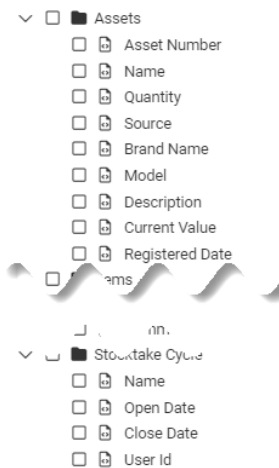 Assets
Asset Number
Name
Quantity
Source
Brand Name
Model
Description
Current Value
Registered Date
Stocktake Cycle
Name
Open Date
Close Date
User Id